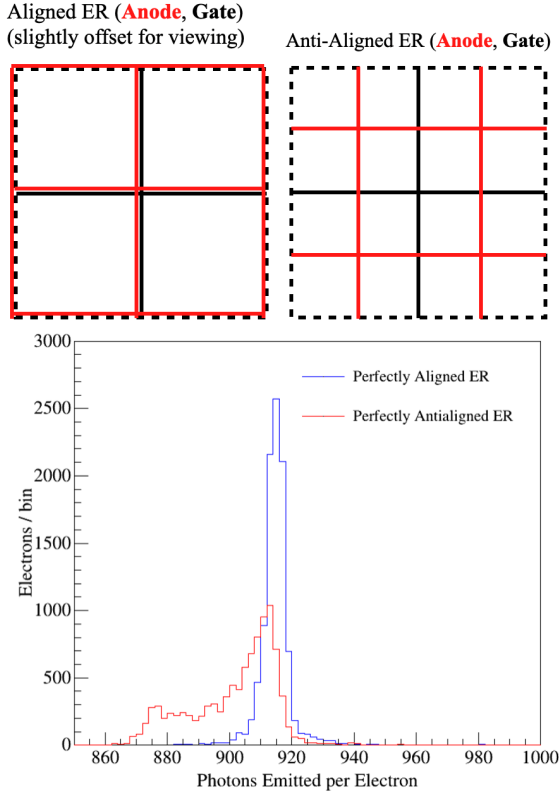 Aligned ER (Anode, Gate)
(slightly offset for viewing)
Anti-Aligned ER (Anode, Gate)
3000
2500
2000
1500
1000
500
0
Electrons / bin
Perfectly Aligned ER
Perfectly Antialigned ER
860 880 900 920 940 960 980 1000
Photons Emitted per Electron